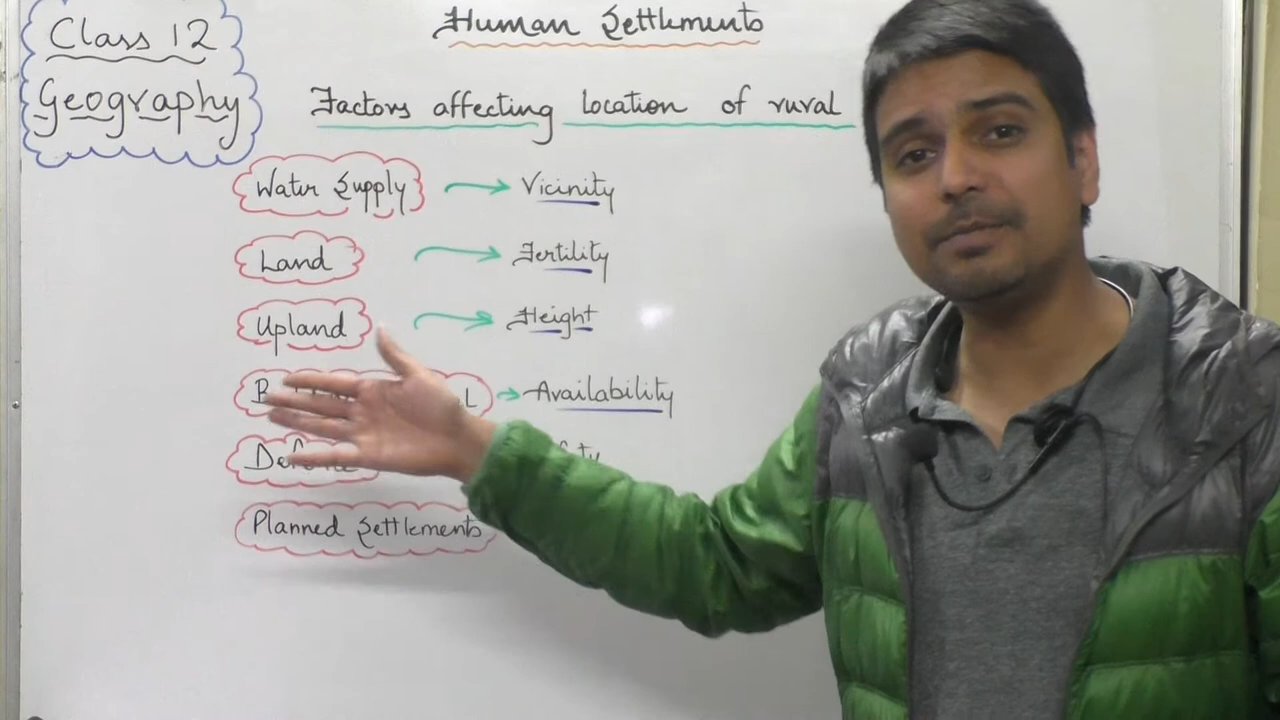 Class 12
Geography
Human Settlements
Factors affecting location of rural
Water Supply → Vicinity
Land → Fertility
Upland → Height
→ Availability
Planned Settlements